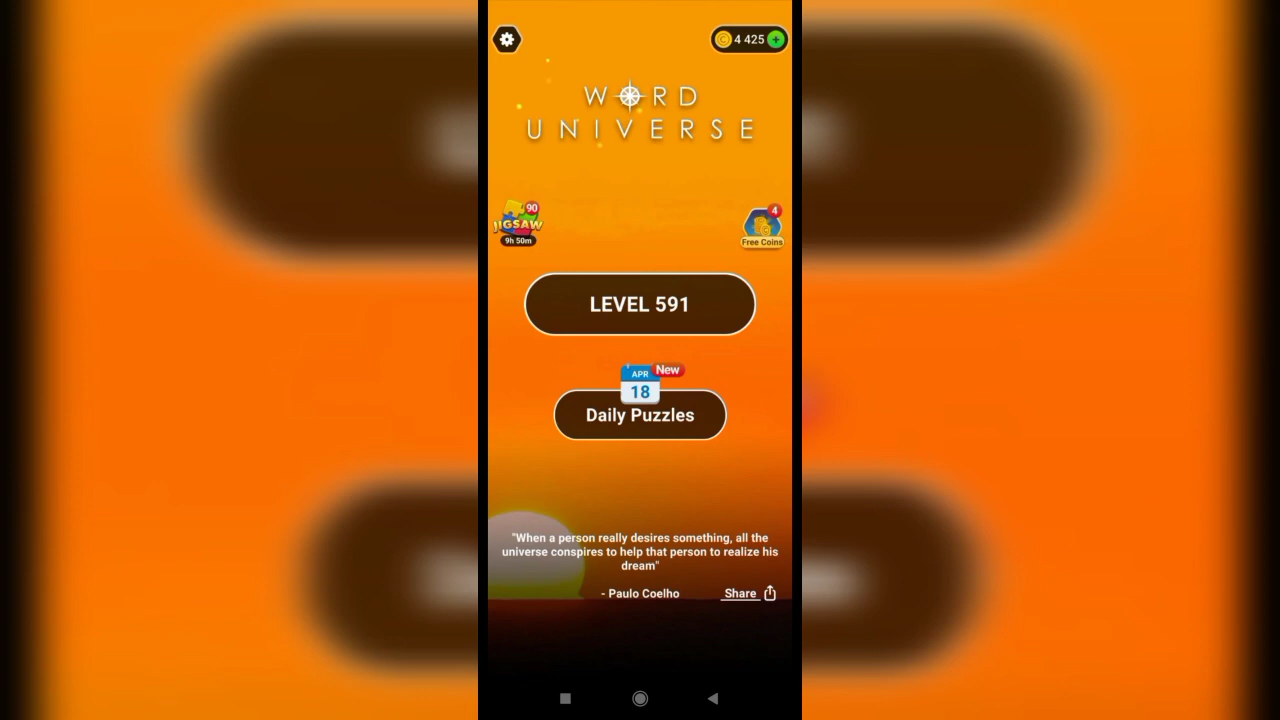 4 425
W RD
UNIVERSE
90
JIGSAW
9h 50m
4
Free Coins
LEVEL 591
APR
New
18
Daily Puzzles
"When a person really desires something, all the
universe conspires to help that person to realize his
dream"
- Paulo Coelho
Share